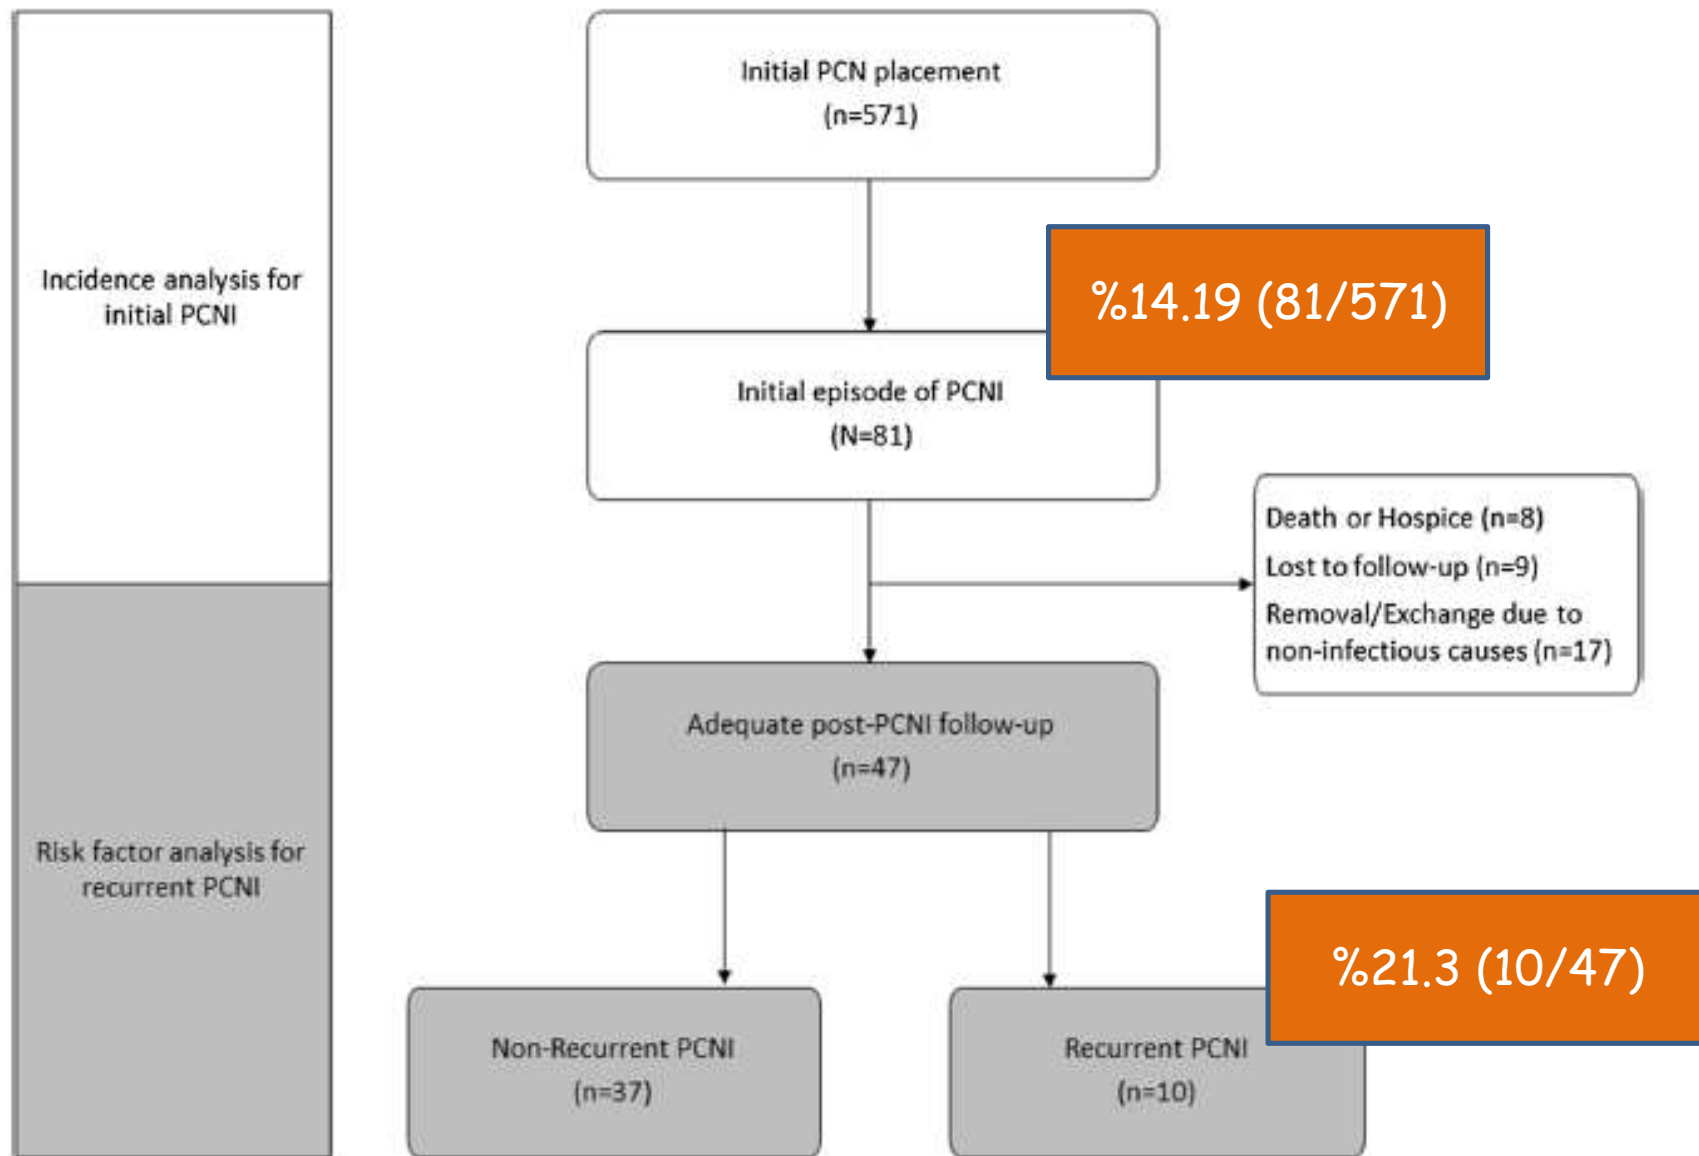 Initial PCN placement
(n=571)
Incidence analysis for
initial PCNI
%14.19 (81/571)
Initial episode of PCNI
(N=81)
Death or Hospice (n=8)
Lost to follow-up (n=9)
Removal/Exchange due to
non-infectious causes (n=17)
Adequate post-PCNI follow-up
(n=47)
Risk factor analysis for
recurrent PCNI
%21.3 (10/47)
Non-Recurrent PCNI
(n=37)
Recurrent PCNI
(n=10)